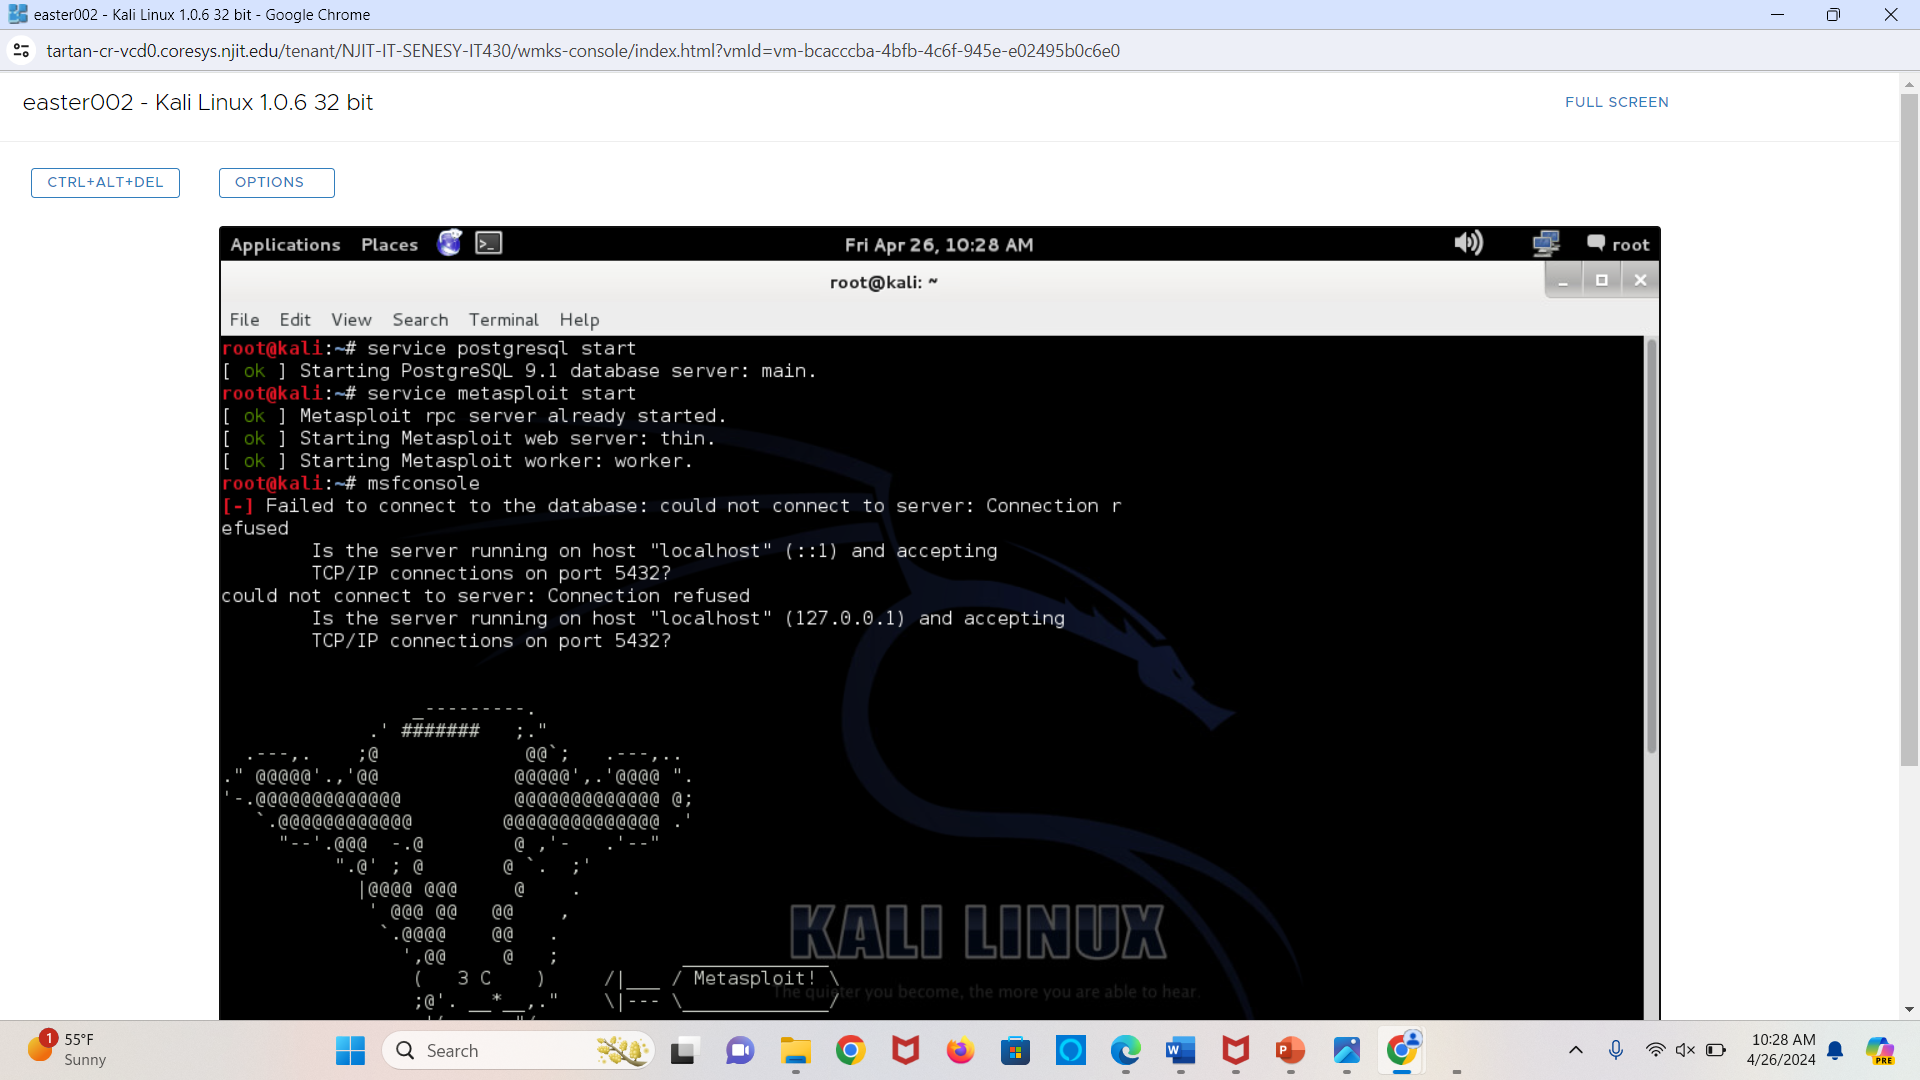 easter002 - Kali Linux 1.0.6 32 bit - Google Chrome
tartan-cr-vcd0.coresys.njit.edu/tenant/NJIT-IT-SENESY-IT430/wmks-console/index.html?vmId=vm-bcacccba-4bfb-4c6f-945e-e02495b0c6e0
easter002 - Kali Linux 1.0.6 32 bit
FULL SCREEN
CTRL+ALT+DEL OPTIONS
Applications Places Fri Apr 26, 10:28 AM root
root@kali: ~
File Edit View Search Terminal Help
root@kali:~# service postgresql start
[ ok ] Starting PostgreSQL 9.1 database server: main.
root@kali:~# service metasploit start
[ ok ] Metasploit rpc server already started.
[ ok ] Starting Metasploit web server: thin.
[ ok ] Starting Metasploit worker: worker.
root@kali:~# msfconsole
[-] Failed to connect to the database: could not connect to server: Connection r
efused
Is the server running on host "localhost" (::1) and accepting
TCP/IP connections on port 5432?
could not connect to server: Connection refused
Is the server running on host "localhost" (127.0.0.1) and accepting
TCP/IP connections on port 5432?
_---------.
.' #######   ;."
.---,.    ;@             @@`;   .---,..
." @@@@@'.,'@@            @@@@@',.'@@@@ ".
'-.@@@@@@@@@@@@@          @@@@@@@@@@@@@ @;
`.@@@@@@@@@@@@        @@@@@@@@@@@@@@ .'
"--'.@@@  -.@        @ ,'-   .'--"
".@' ; @       @ `.  ;'
|@@@@ @@@     @    .
' @@@ @@   @@    ,
`.@@@@    @@   .
',@@     @   ;
(   3 C    )     /|___ / Metasploit! \
;@'. __*__,."    \|--- \_____________/
KALI LINUX
The quieter you become, the more you are able to hear.
1
55°F
Sunny
Search
10:28 AM
4/26/2024
PRE